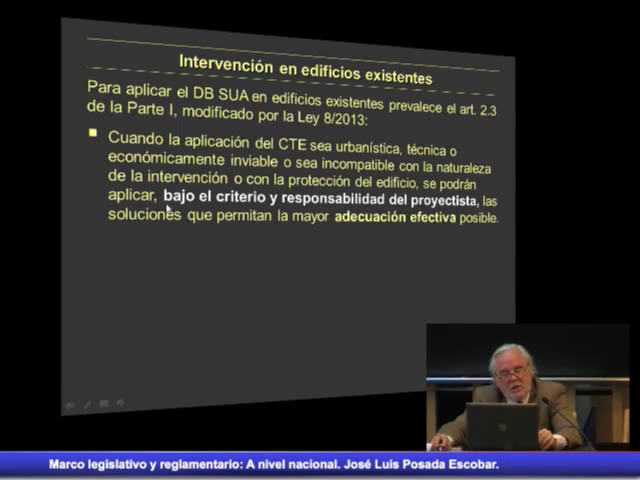 Intervención en edificios existentes
Para aplicar el DB SUA en edificios existentes prevalece el art. 2.3
de la Parte I, modificado por la Ley 8/2013:
Cuando la aplicación del CTE sea urbanística, técnica o
económicamente inviable o sea incompatible con la naturaleza
de la intervención o con la protección del edificio, se podrán
aplicar, bajo el criterio y responsabilidad del proyectista, las
soluciones que permitan la mayor adecuación efectiva posible.
Marco legislativo y reglamentario: A nivel nacional. José Luis Posada Escobar.